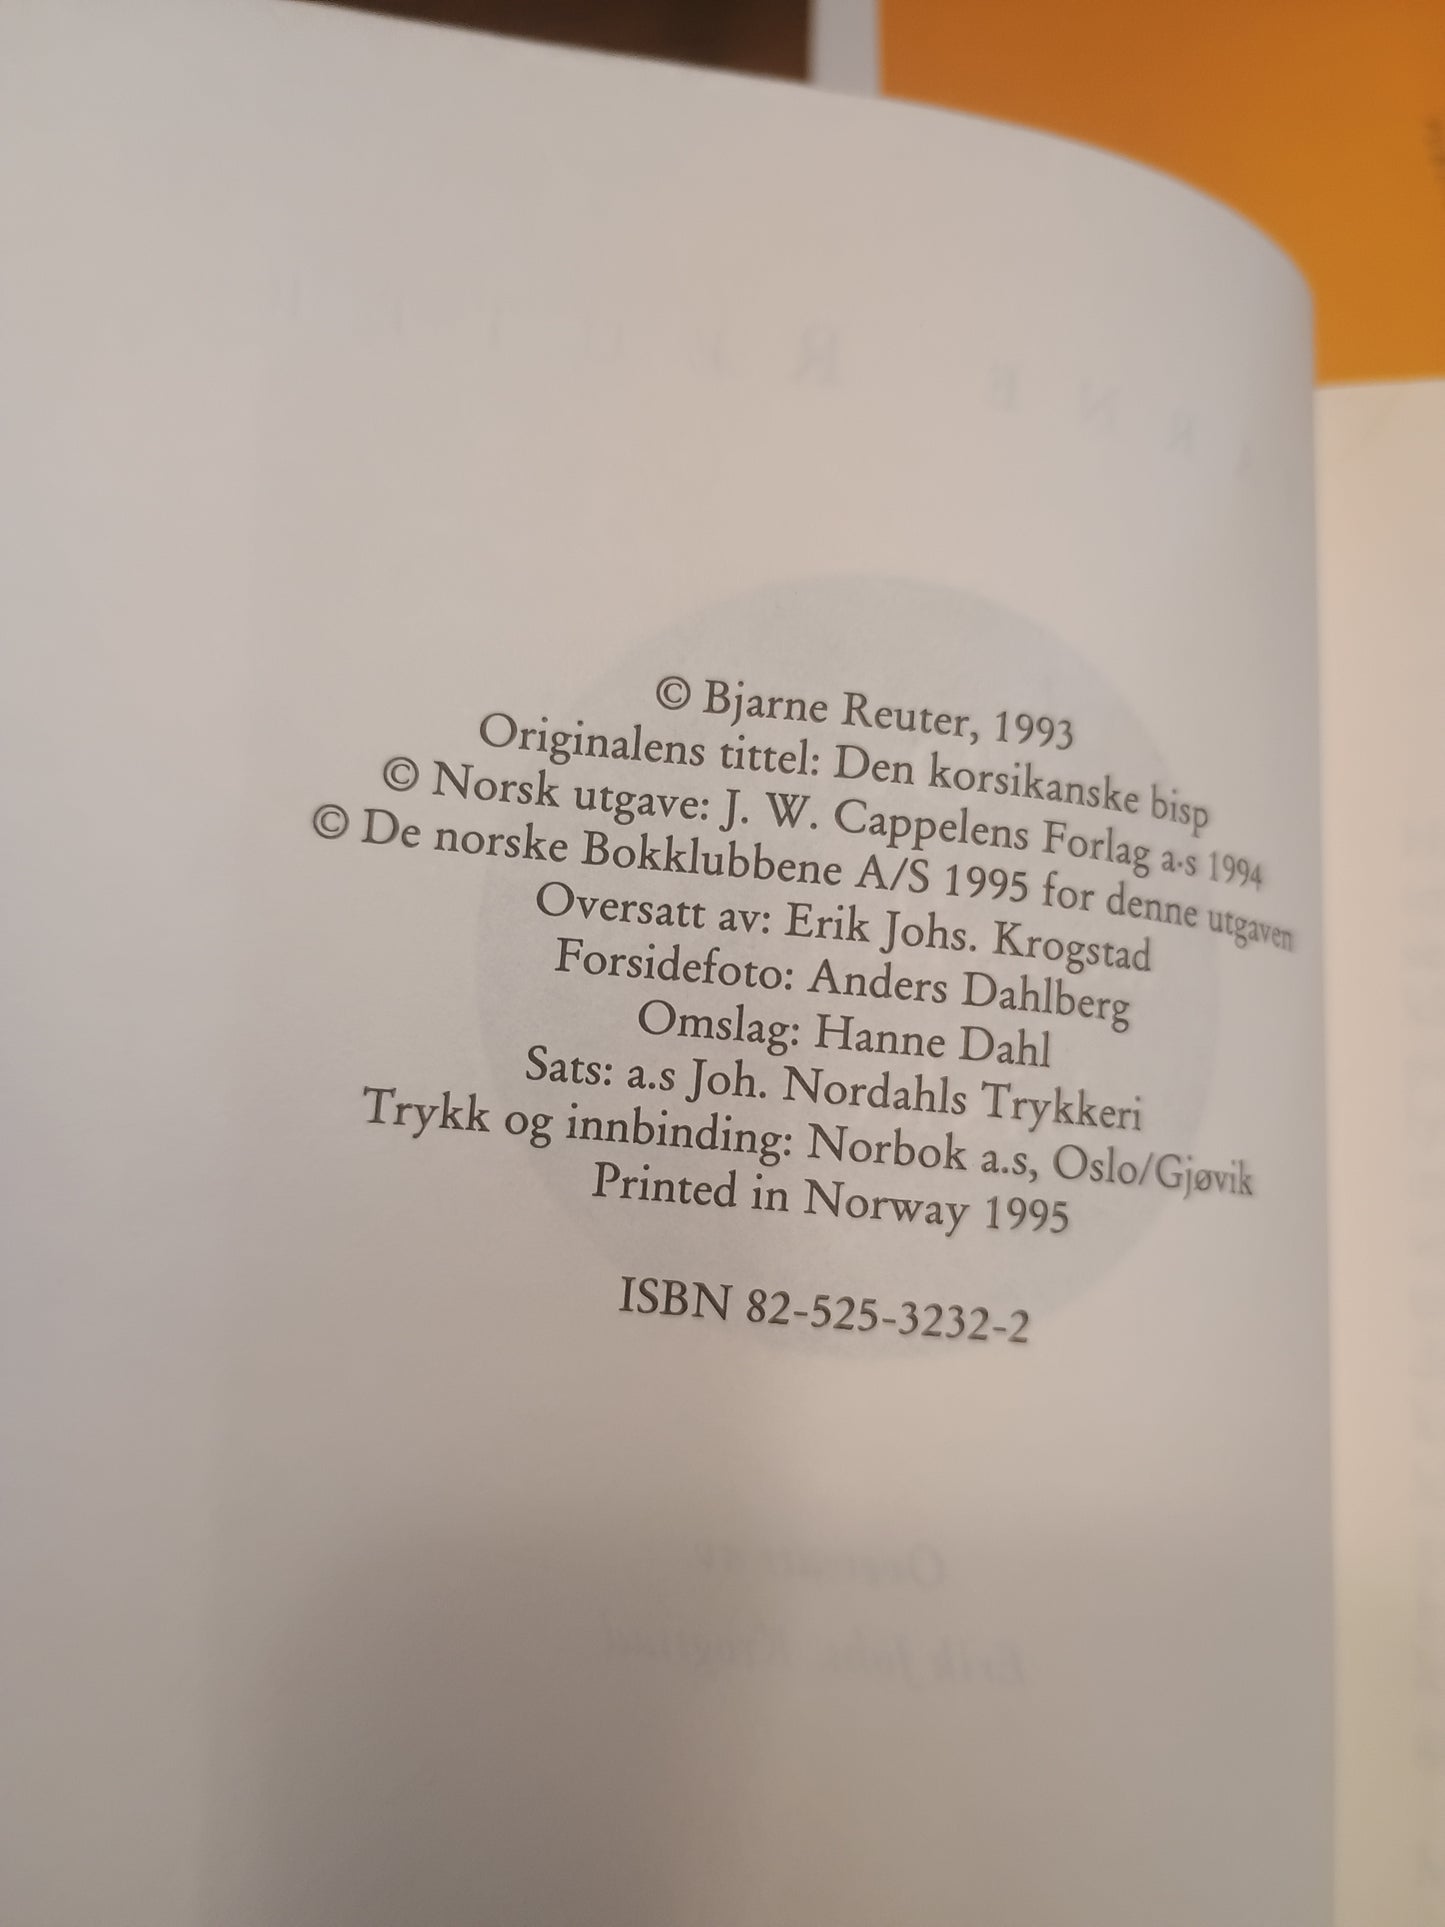 © Bjarne Reuter, 1993
Originalens tittel: Den korsikanske bisp
© Norsk utgave: J. W. Cappelens Forlag a·s 1994
© De norske Bokklubbene A/S 1995 for denne utgaven
Oversatt av: Erik Johs. Krogstad
Forsidefoto: Anders Dahlberg
Omslag: Hanne Dahl
Sats: a.s Joh. Nordahls Trykkeri
Trykk og innbinding: Norbok a.s, Oslo/Gjøvik
Printed in Norway 1995
ISBN 82-525-3232-2